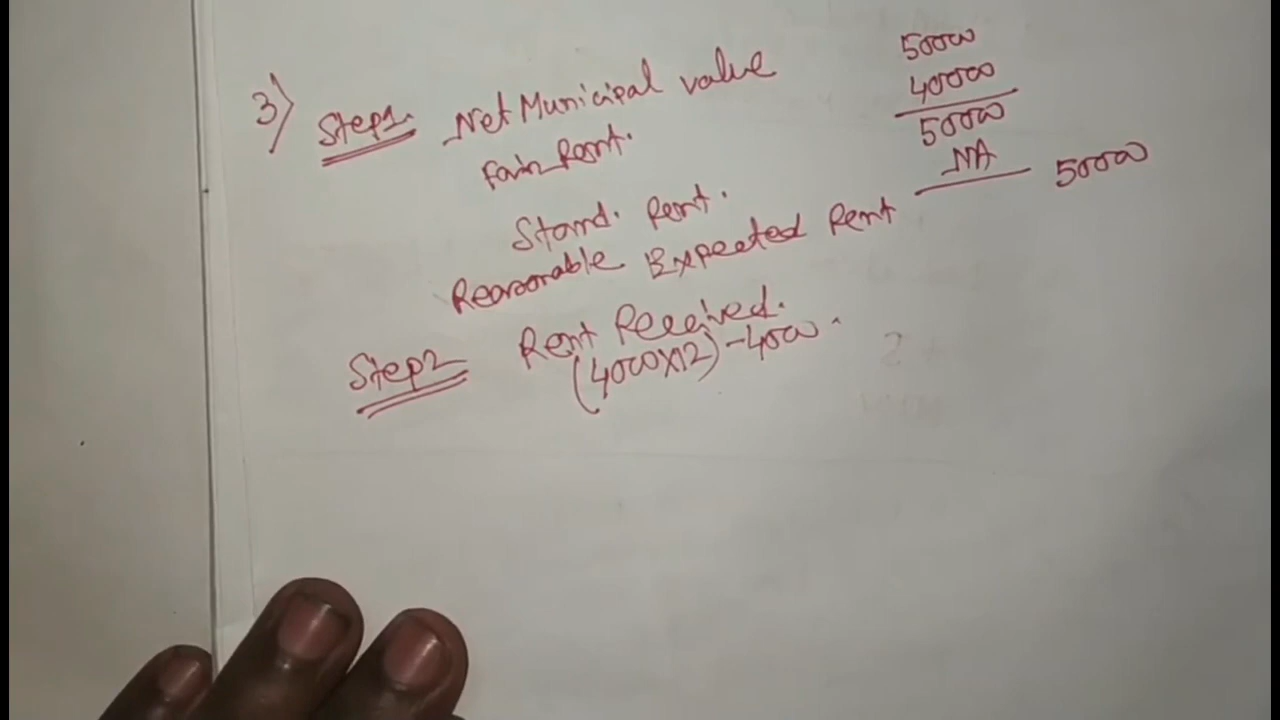 3) Step1. Net Municipal value 50000
Fair Rent. 40000
50000
Stand. Rent. NA
Reasonable Expected Rent 50000
Step2 Rent Received.
(4000x12) - 4000.